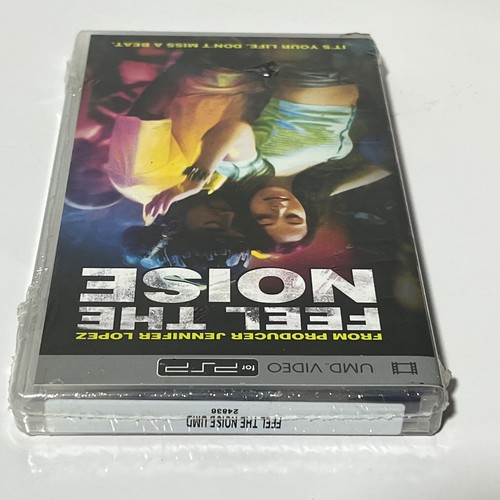 IT'S YOUR LIFE. DON'T MISS A BEAT.
FEEL THE
NOISE
FROM PRODUCER JENNIFER LOPEZ
UMD VIDEO for PSP
FEEL THE NOISE UMD
24836